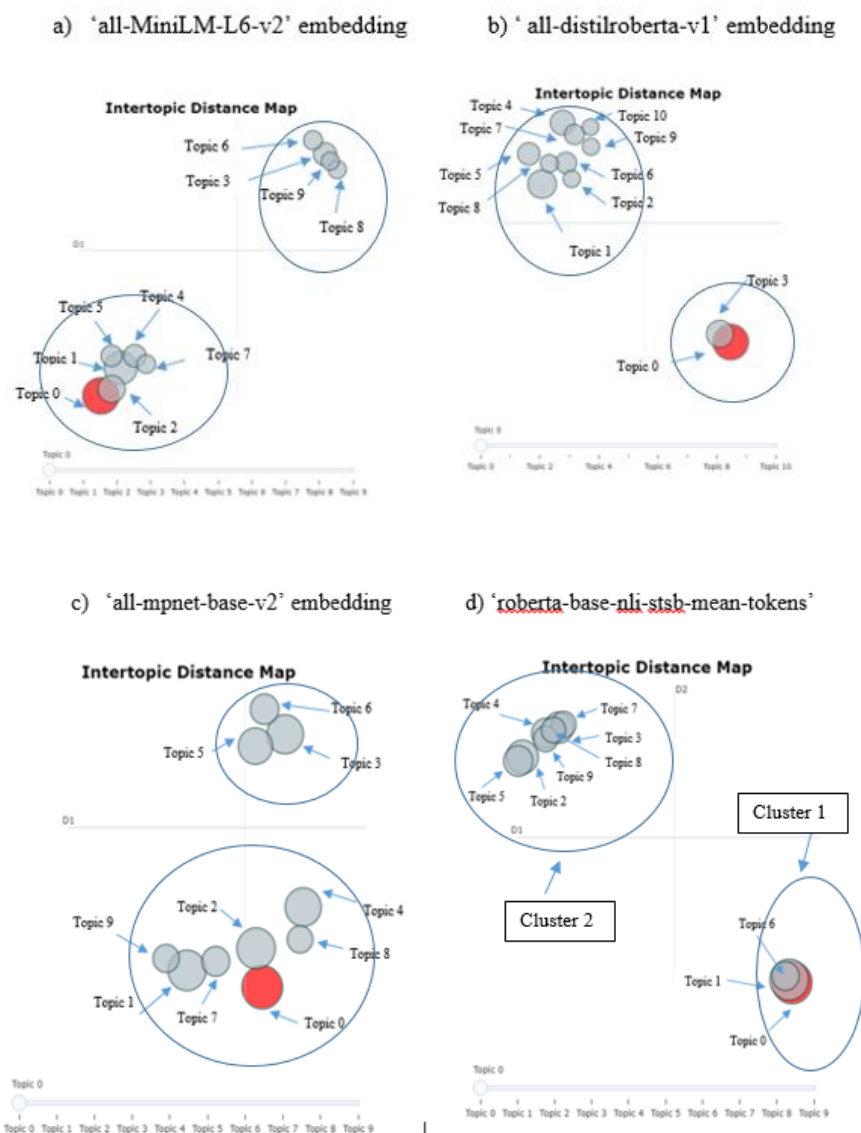 a) ‘all-MiniLM-L6-v2’ embedding
Intertopic Distance Map
Topic 6
Topic 3
Topic 9
Topic 8
D1
Topic 5
Topic 4
Topic 1
Topic 7
Topic 0
Topic 2
Topic 0
Topic 0 Topic 1 Topic 2 Topic 3 Topic 4 Topic 5 Topic 6 Topic 7 Topic 8 Topic 9
b) ‘ all-distilroberta-v1’ embedding
Intertopic Distance Map
Topic 4
Topic 10
Topic 7
Topic 9
Topic 5
Topic 6
Topic 8
Topic 2
Topic 1
Topic 3
Topic 0
Topic 0
Topic 0 Topic 2 Topic 4 Topic 6 Topic 8 Topic 10
c) ‘all-mpnet-base-v2’ embedding
Intertopic Distance Map
Topic 6
Topic 5
Topic 3
D1
Topic 2
Topic 4
Topic 9
Topic 8
Topic 1
Topic 7
Topic 0
Topic 0
Topic 0 Topic 1 Topic 2 Topic 3 Topic 4 Topic 5 Topic 6 Topic 7 Topic 8 Topic 9
d) ‘roberta-base-nli-stsb-mean-tokens’
Intertopic Distance Map
D2
Topic 4
Topic 7
Topic 3
Topic 8
Topic 9
Topic 5
Topic 2
D1
Cluster 1
Cluster 2
Topic 6
Topic 1
Topic 0
Topic 0
Topic 0 Topic 1 Topic 2 Topic 3 Topic 4 Topic 5 Topic 6 Topic 7 Topic 8 Topic 9